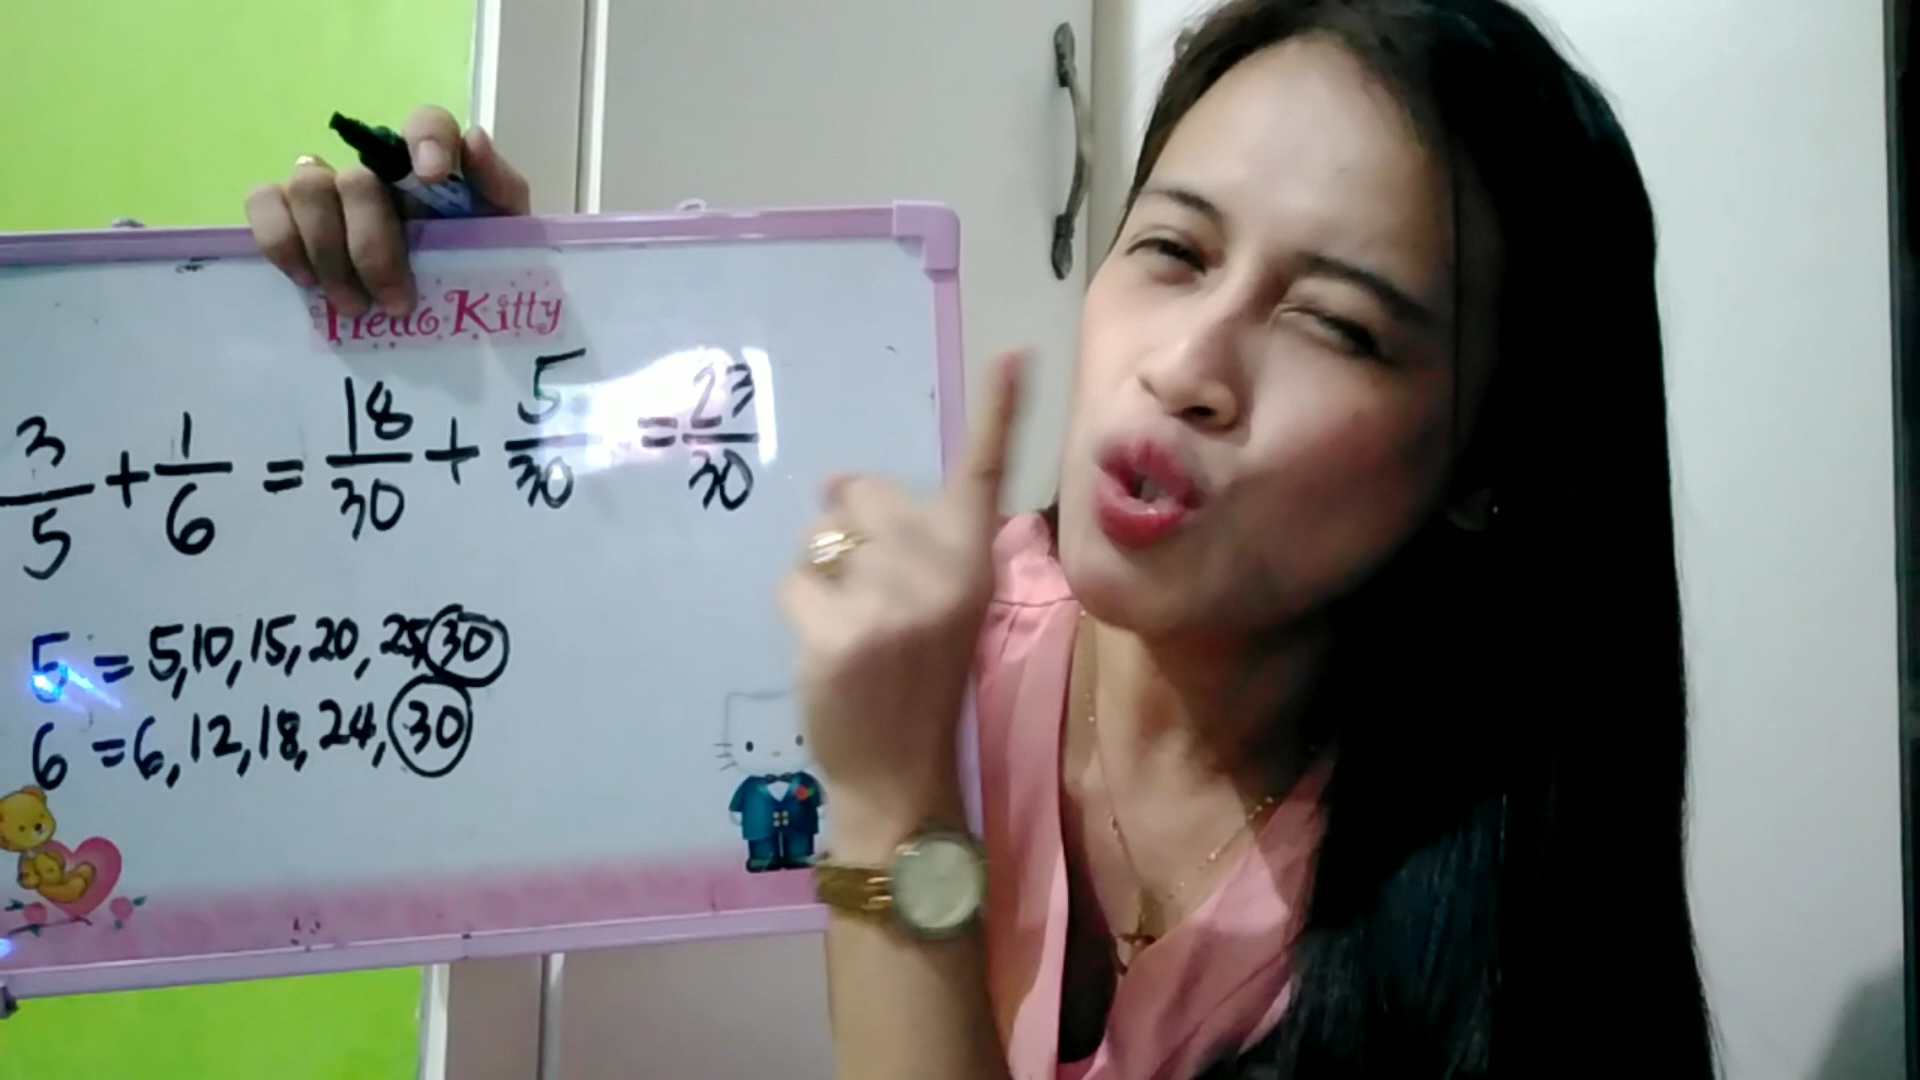 Hello Kitty
3/5 + 1/6 = 18/30 + 5/30 = 23/30
5 = 5, 10, 15, 20, 25 30
6 = 6, 12, 18, 24, 30